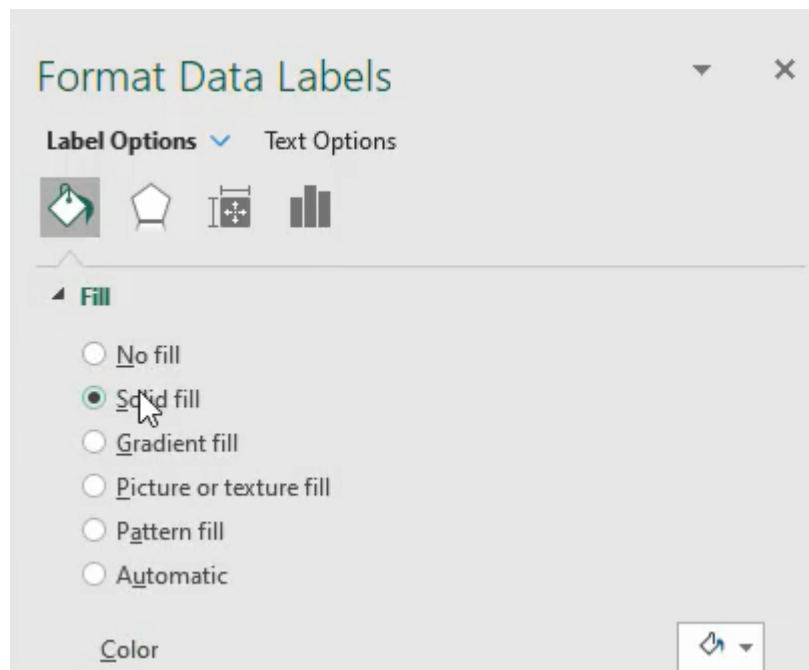 Format Data Labels
Label Options Text Options
Fill
No fill
Solid fill
Gradient fill
Picture or texture fill
Pattern fill
Automatic
Color